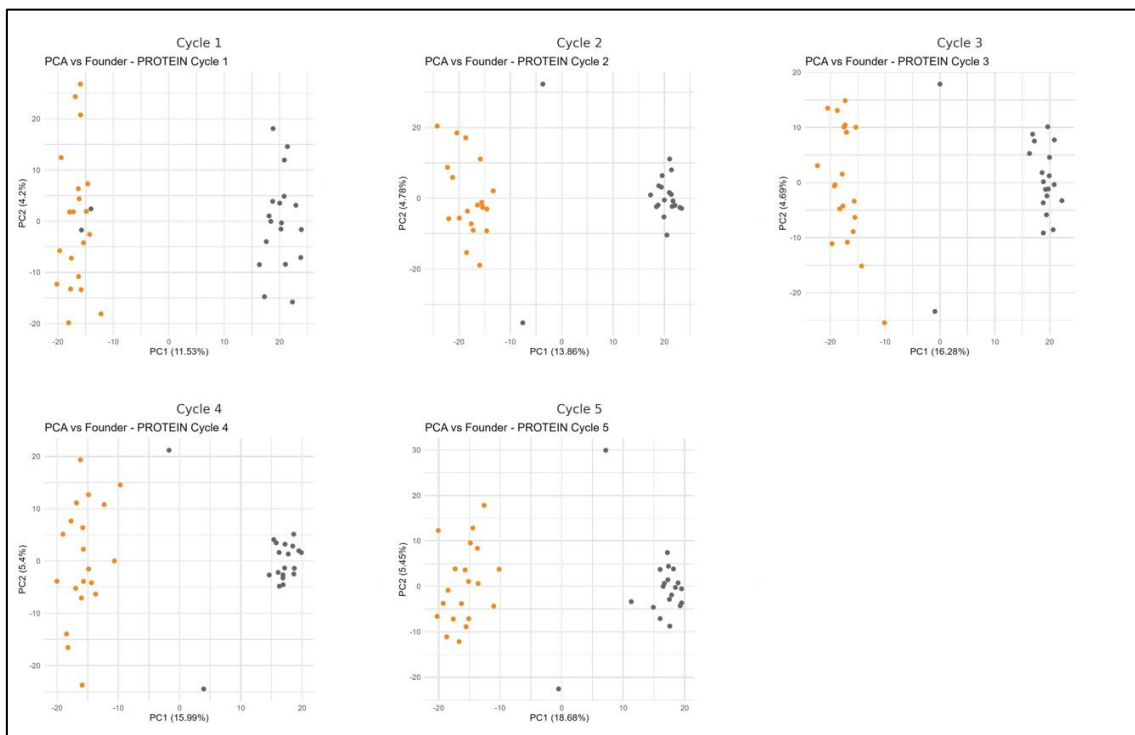 Cycle 1
PCA vs Founder - PROTEIN Cycle 1
20
10
0
-10
-20
PC2 (4.2%)
-20
-10
0
10
20
PC1 (11.53%)
Cycle 2
PCA vs Founder - PROTEIN Cycle 2
20
0
-20
PC2 (4.78%)
-20
-10
0
10
20
PC1 (13.86%)
Cycle 3
PCA vs Founder - PROTEIN Cycle 3
20
10
0
-10
-20
PC2 (4.69%)
-20
-10
0
10
20
PC1 (16.28%)
Cycle 4
PCA vs Founder - PROTEIN Cycle 4
20
10
0
-10
-20
PC2 (5.4%)
-20
-10
0
10
20
PC1 (15.99%)
Cycle 5
PCA vs Founder - PROTEIN Cycle 5
30
20
10
0
-10
-20
PC2 (5.45%)
-20
-10
0
10
20
PC1 (18.68%)